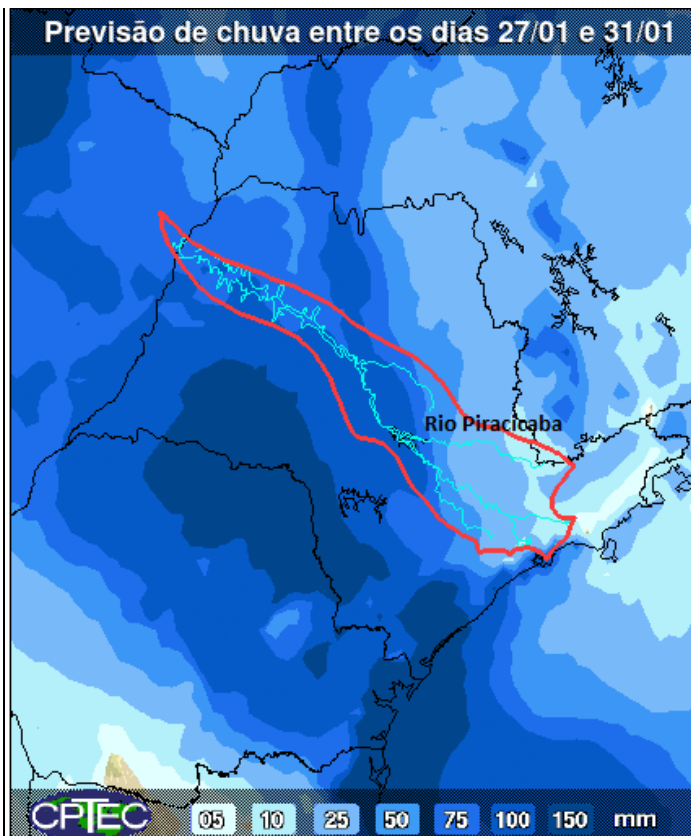 Previsão de chuva entre os dias 27/01 e 31/01
Rio Piracicaba
CPTEC 05 10 25 50 75 100 150 mm